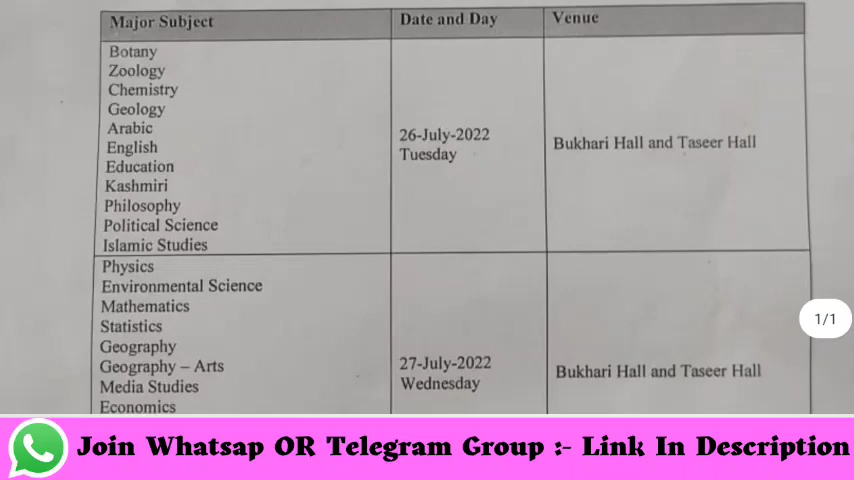 Major Subject
Date and Day
Venue
Botany
Zoology
Chemistry
Geology
Arabic
English
Education
Kashmiri
Philosophy
Political Science
Islamic Studies
26-July-2022
Tuesday
Bukhari Hall and Taseer Hall
Physics
Environmental Science
Mathematics
Statistics
Geography
Geography – Arts
Media Studies
Economics
27-July-2022
Wednesday
Bukhari Hall and Taseer Hall
1/1
Join Whatsap OR Telegram Group :- Link In Description